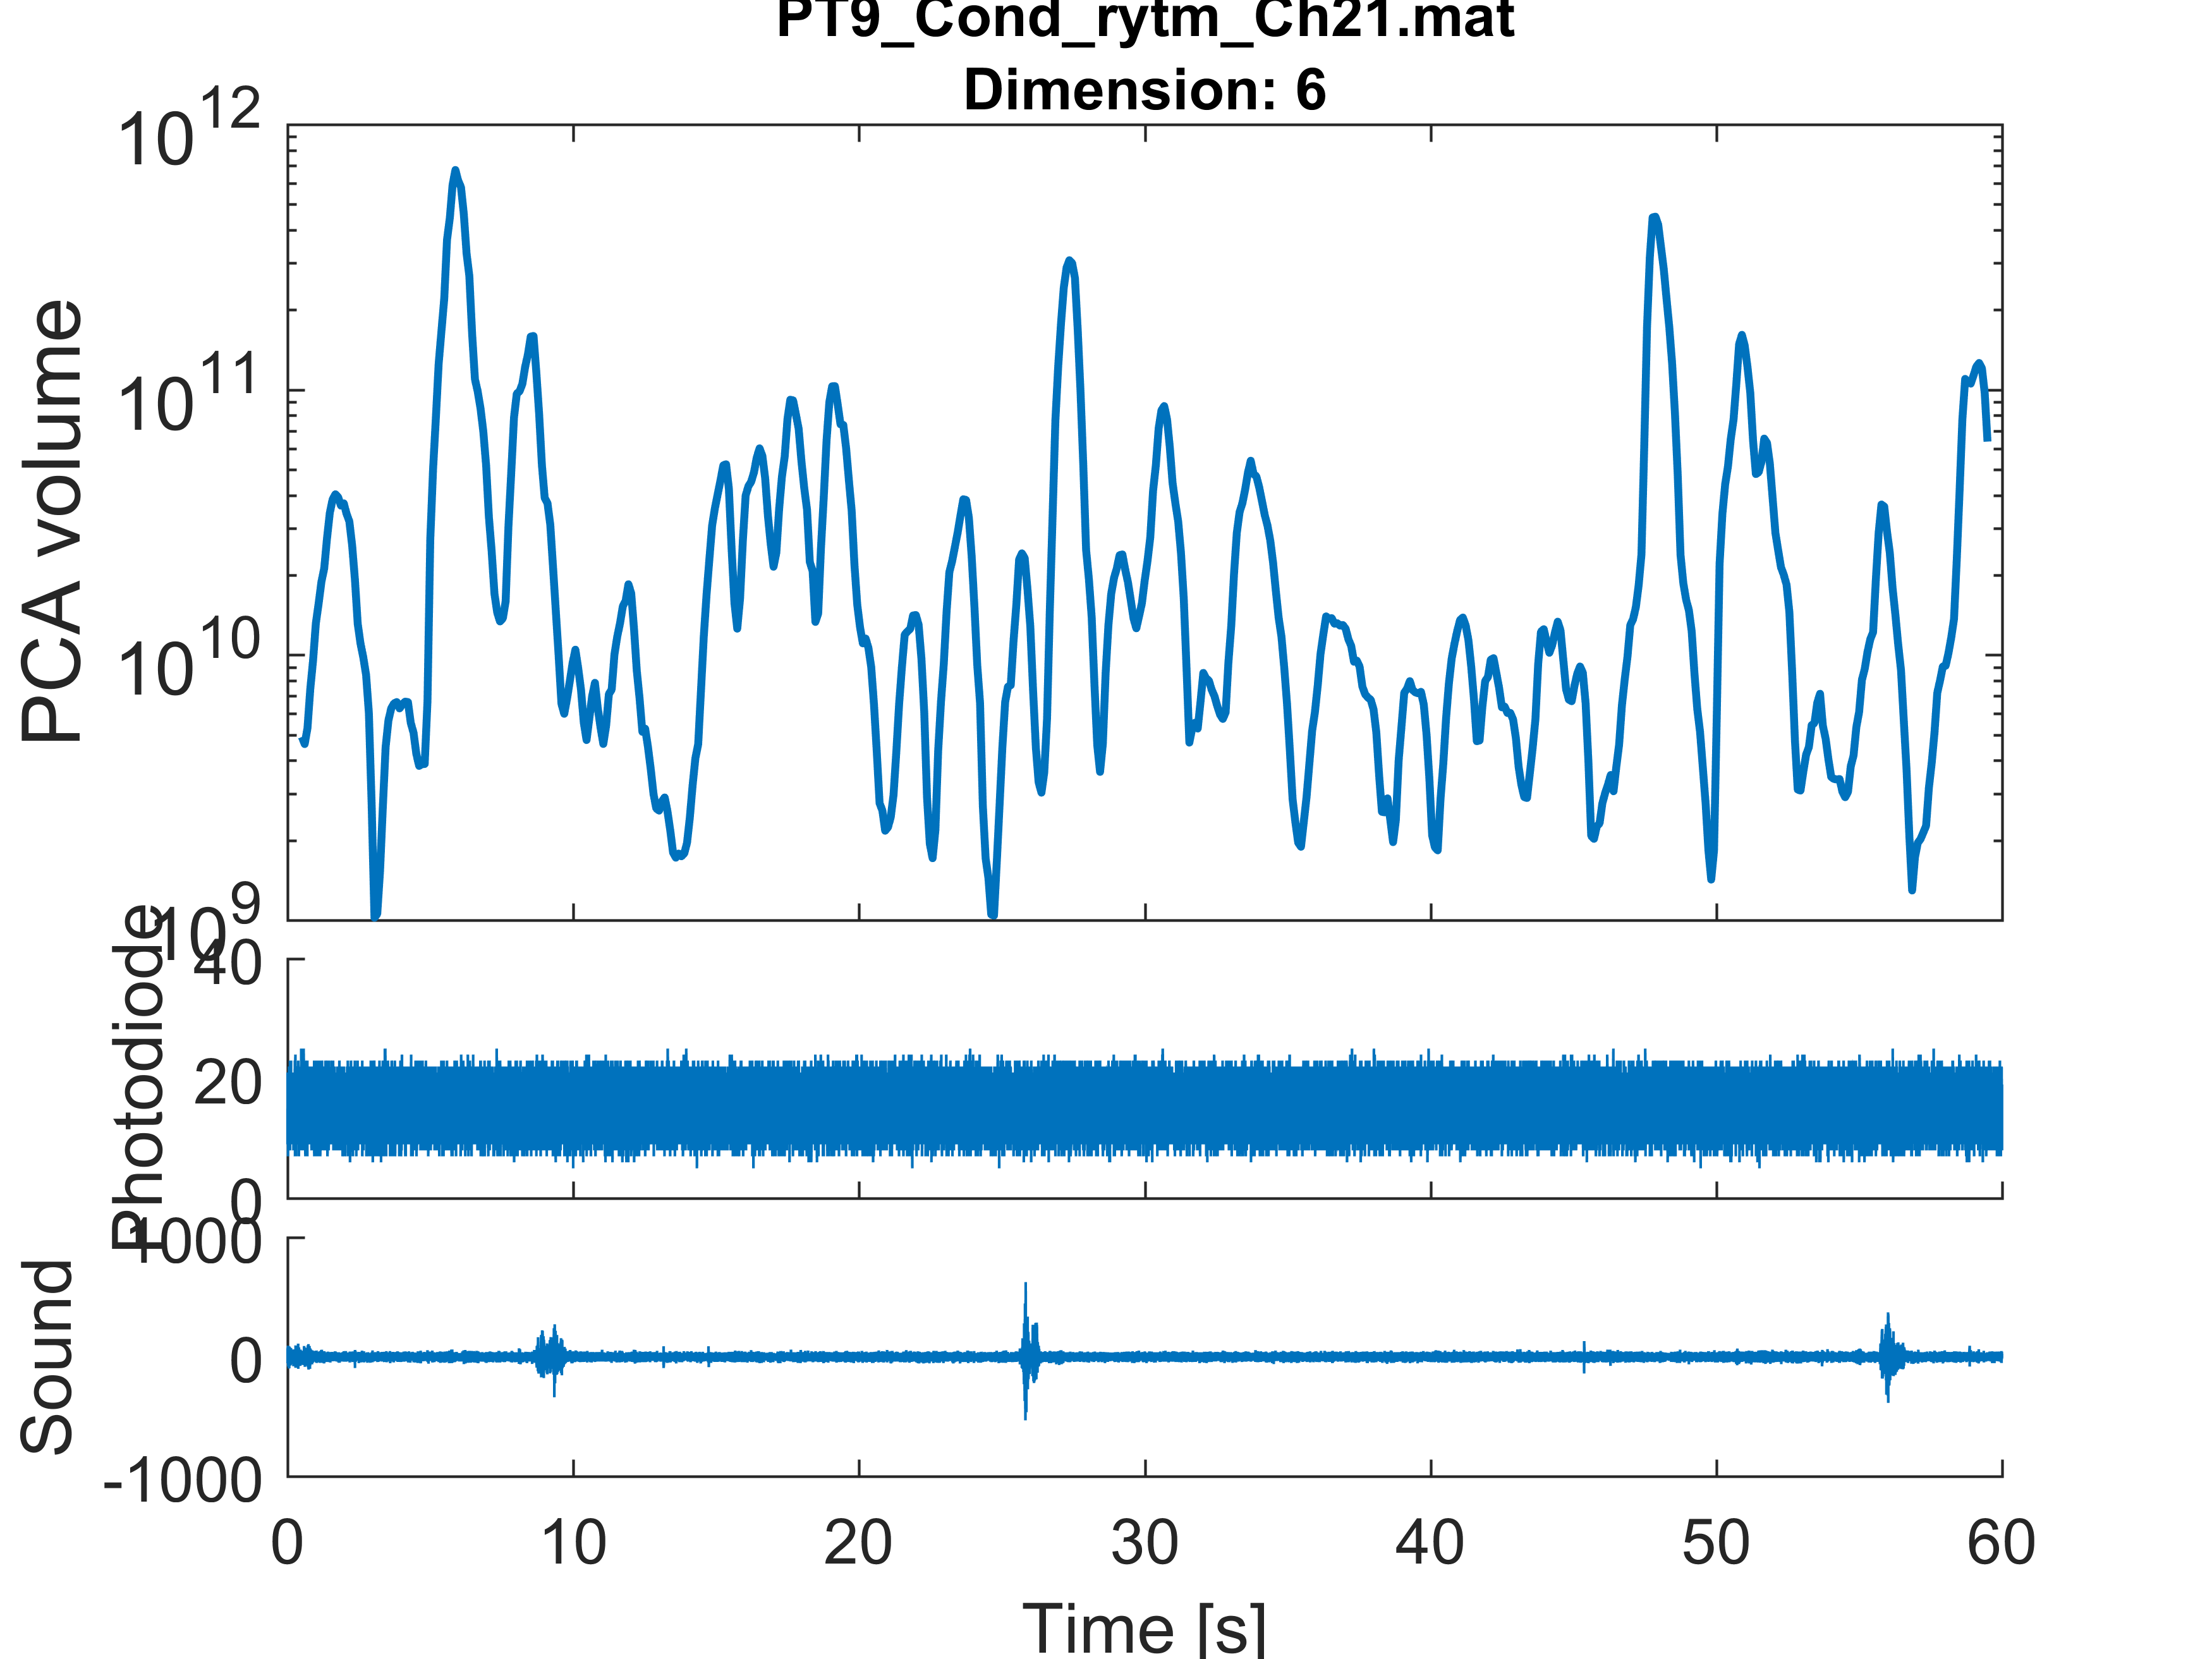 PT9_Cond_rytm_Ch21.mat
Dimension: 6
10^12
10^11
10^10
10^9
PCA volume
40
20
0
Photodiode
1000
0
-1000
Sound
0 10 20 30 40 50 60
Time [s]